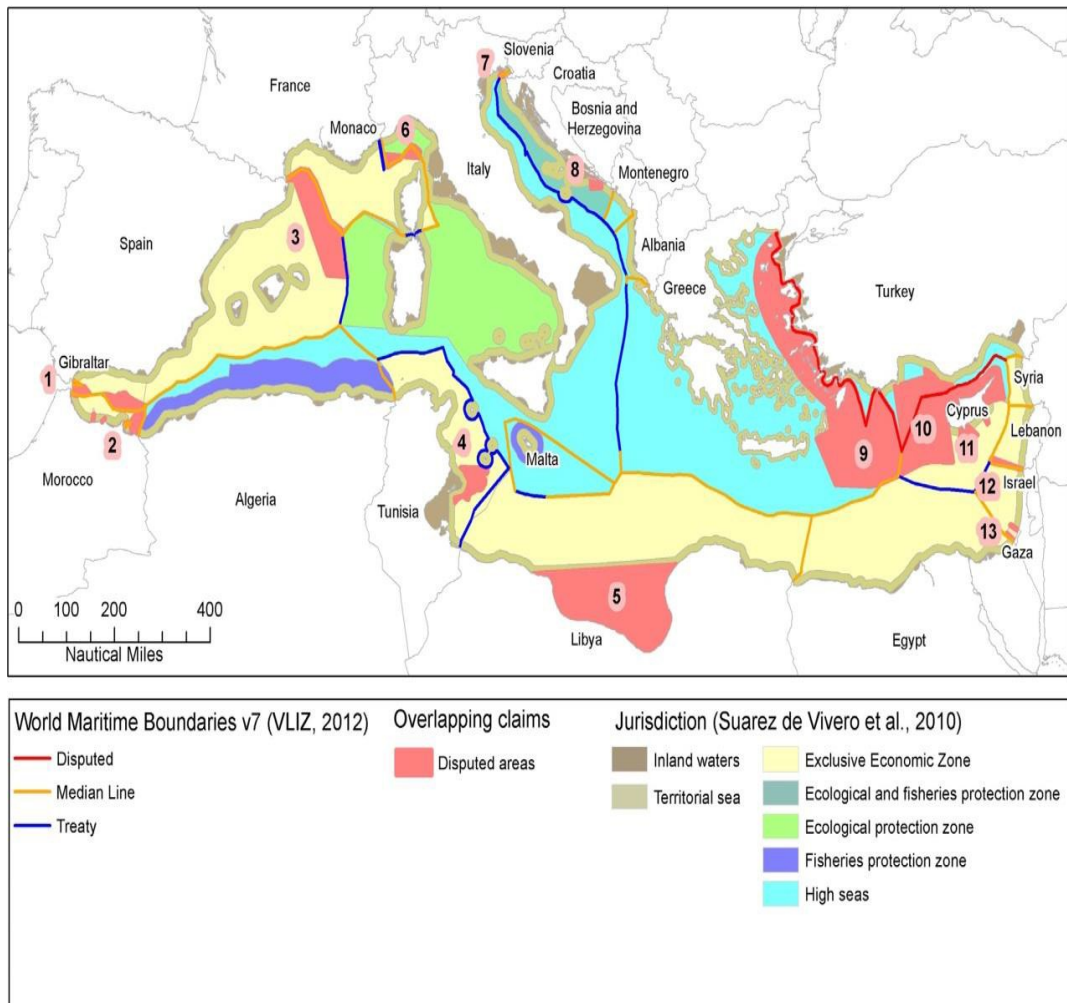 Slovenia
7
Croatia
France
Bosnia and
Herzegovina
Monaco
6
Italy
8
Montenegro
Spain
3
Albania
Greece
Turkey
Gibraltar
1
Syria
Cyprus
10
Lebanon
2
4
Malta
9
11
Morocco
12
Israel
Algeria
Tunisia
13
Gaza
5
0 100 200 400
Nautical Miles
Libya
Egypt
World Maritime Boundaries v7 (VLIZ, 2012)
Disputed
Median Line
Treaty
Overlapping claims
Disputed areas
Jurisdiction (Suarez de Vivero et al., 2010)
Inland waters
Territorial sea
Exclusive Economic Zone
Ecological and fisheries protection zone
Ecological protection zone
Fisheries protection zone
High seas